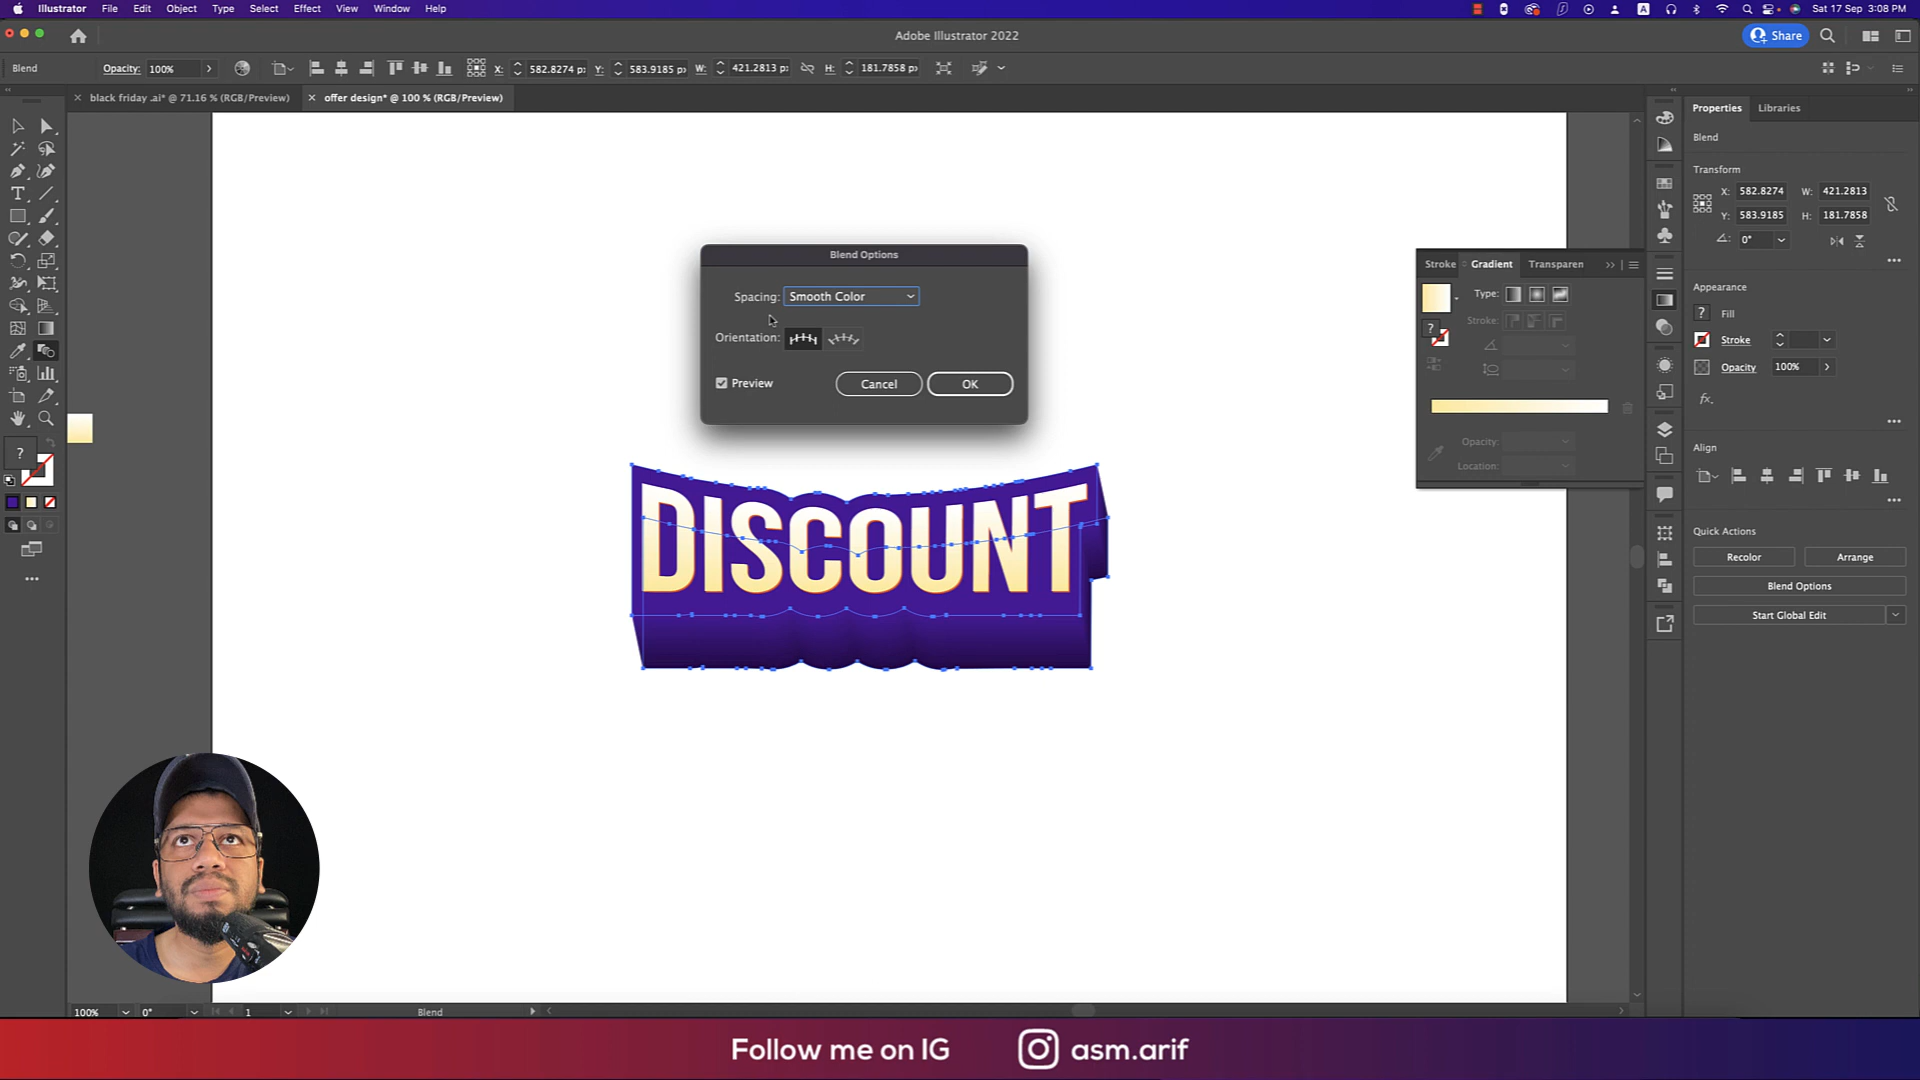 Illustrator File Edit Object Type Select Effect View Window Help
A Sat 17 Sep 3:08 PM
Adobe Illustrator 2022
Share
Blend Opacity: 100% X: 582.8274 p: Y: 583.9185 p: W: 421.2813 p: H: 181.7858 p:
black friday .ai* @ 71.16 % (RGB/Preview) offer design* @ 100 % (RGB/Preview)
Properties Libraries
Blend
Transform
X: 582.8274 W: 421.2813
Y: 583.9185 H: 181.7858
0°
Blend Options
Spacing: Smooth Color
Orientation:
Preview Cancel OK
Stroke Gradient Transparen
Type:
Stroke:
Opacity:
Location:
Appearance
? Fill
Stroke
Opacity 100%
fx.
Align
Quick Actions
Recolor Arrange
Blend Options
Start Global Edit
DISCOUNT
100% 0° 1 Blend
Follow me on IG asm.arif